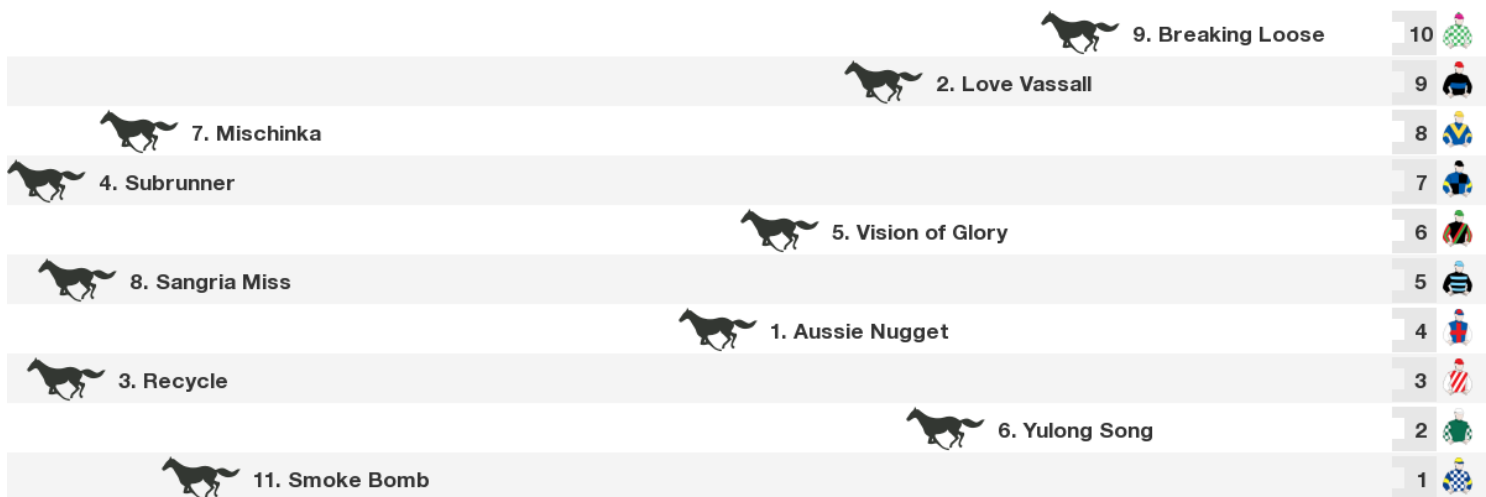 9. Breaking Loose 10
2. Love Vassall 9
7. Mischinka 8
4. Subrunner 7
5. Vision of Glory 6
8. Sangria Miss 5
1. Aussie Nugget 4
3. Recycle 3
6. Yulong Song 2
11. Smoke Bomb 1